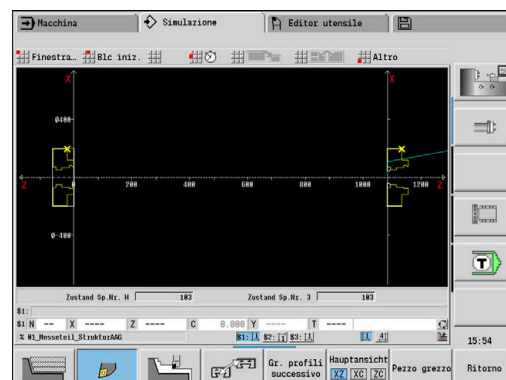 Macchina Simulazione Editor utensile
Finestra… Blc iniz. Altro
X X
Ø400
Z 0 200 400 600 800 1000 1200 Z
Ø-400
Zustand Sp.Nr. H 103 Zustand Sp.Nr. 3 103
$1:
$1 N -- X ---- Z ---- C 0.000 Y ---- T ----
% 01_Messeteil_StrukturAAG $1: $2: $3:
15:54
T
Gr. profili successivo
Hauptansicht
XZ XC ZC
Pezzo grezzo
Ritorno